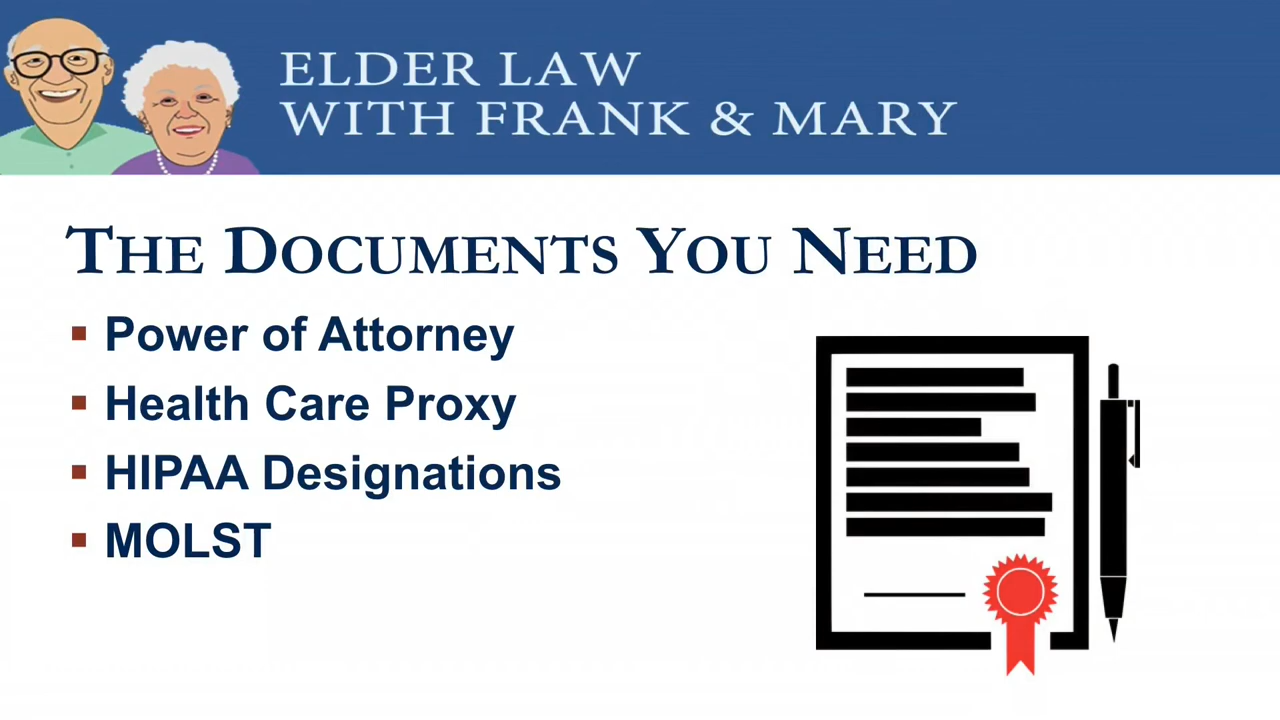 ELDER LAW
WITH FRANK & MARY
THE DOCUMENTS YOU NEED
Power of Attorney
Health Care Proxy
HIPAA Designations
MOLST